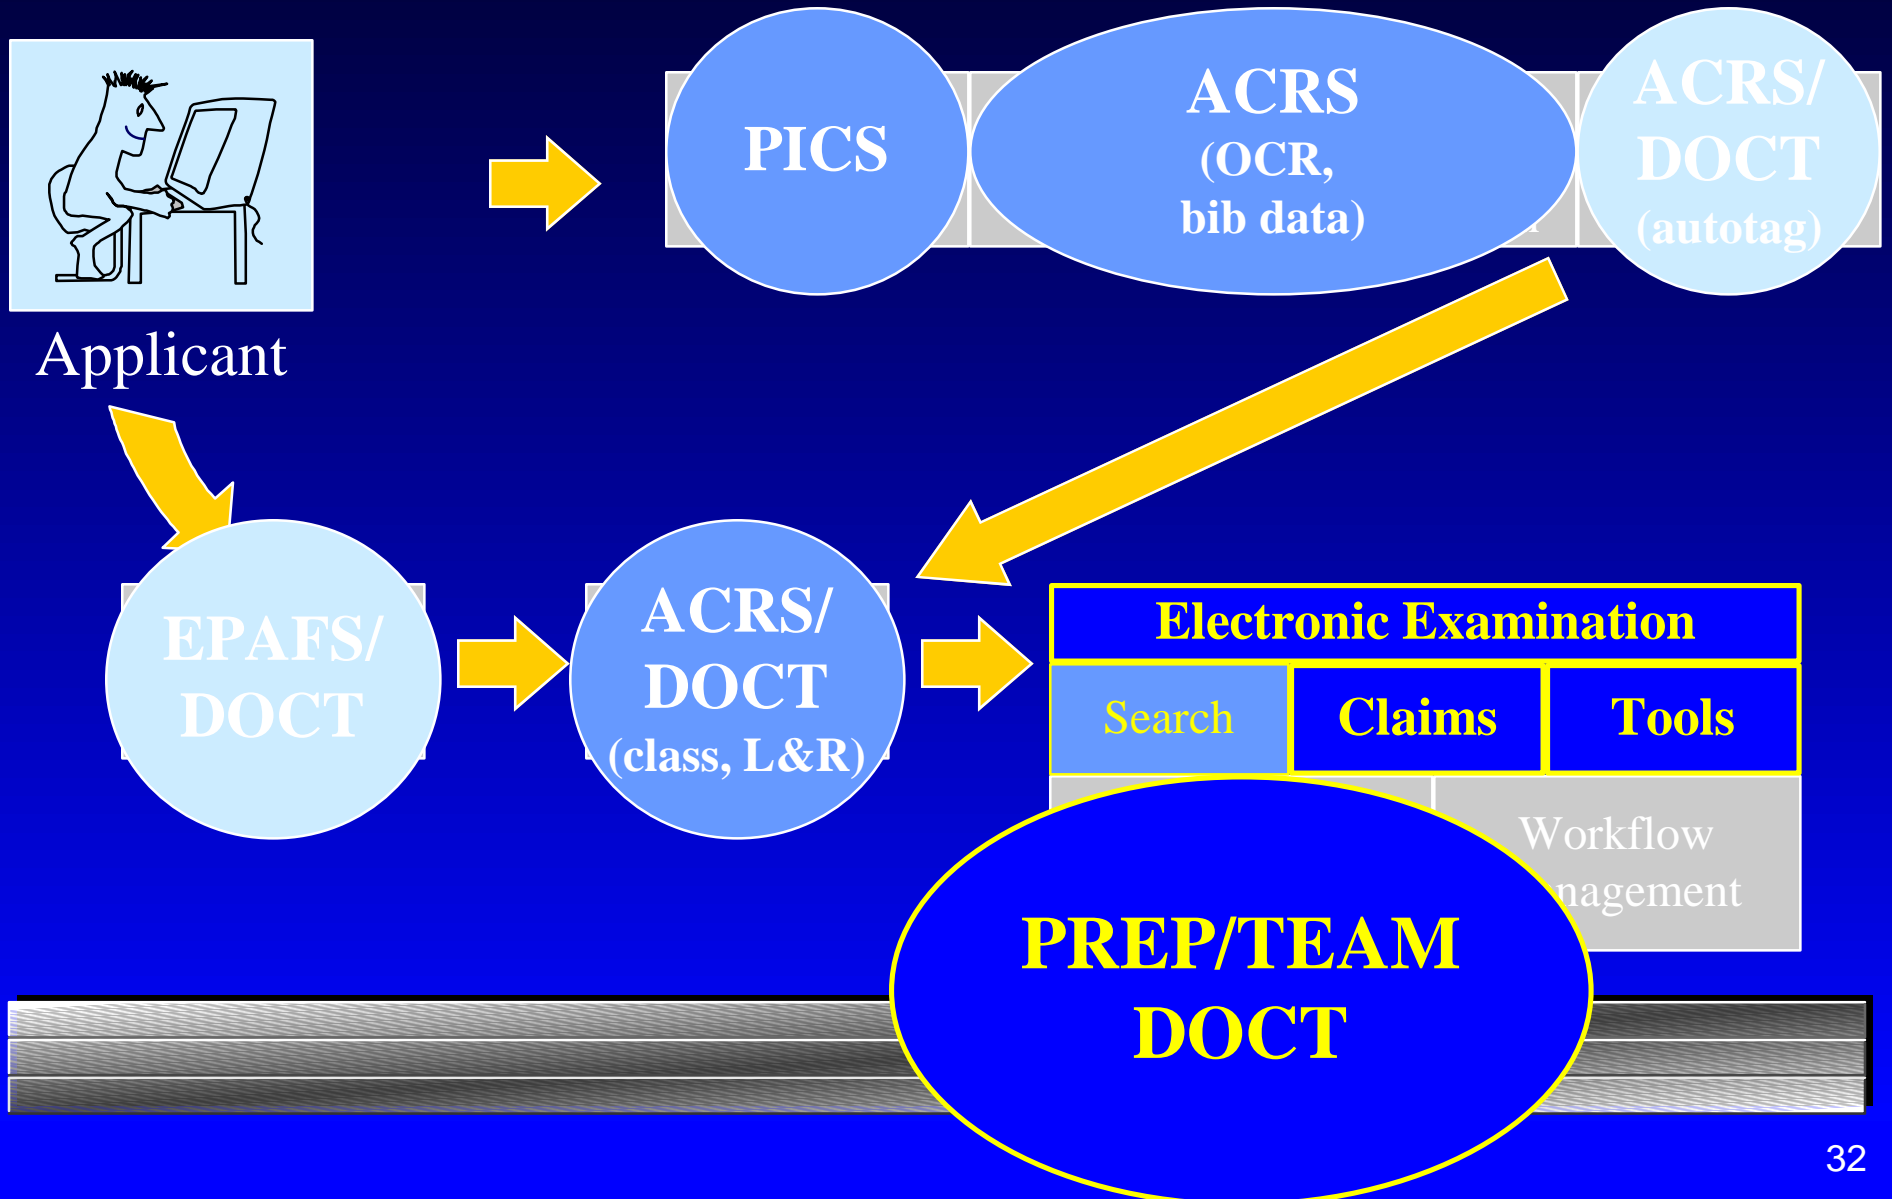 PICS
ACRS
(OCR,
bib data)
ACRS/
DOCT
(autotag)
Applicant
EPAFS/
DOCT
ACRS/
DOCT
(class, L&R)
Electronic Examination
Search
Claims
Tools
Workflow
PREP/TEAM
DOCT
32